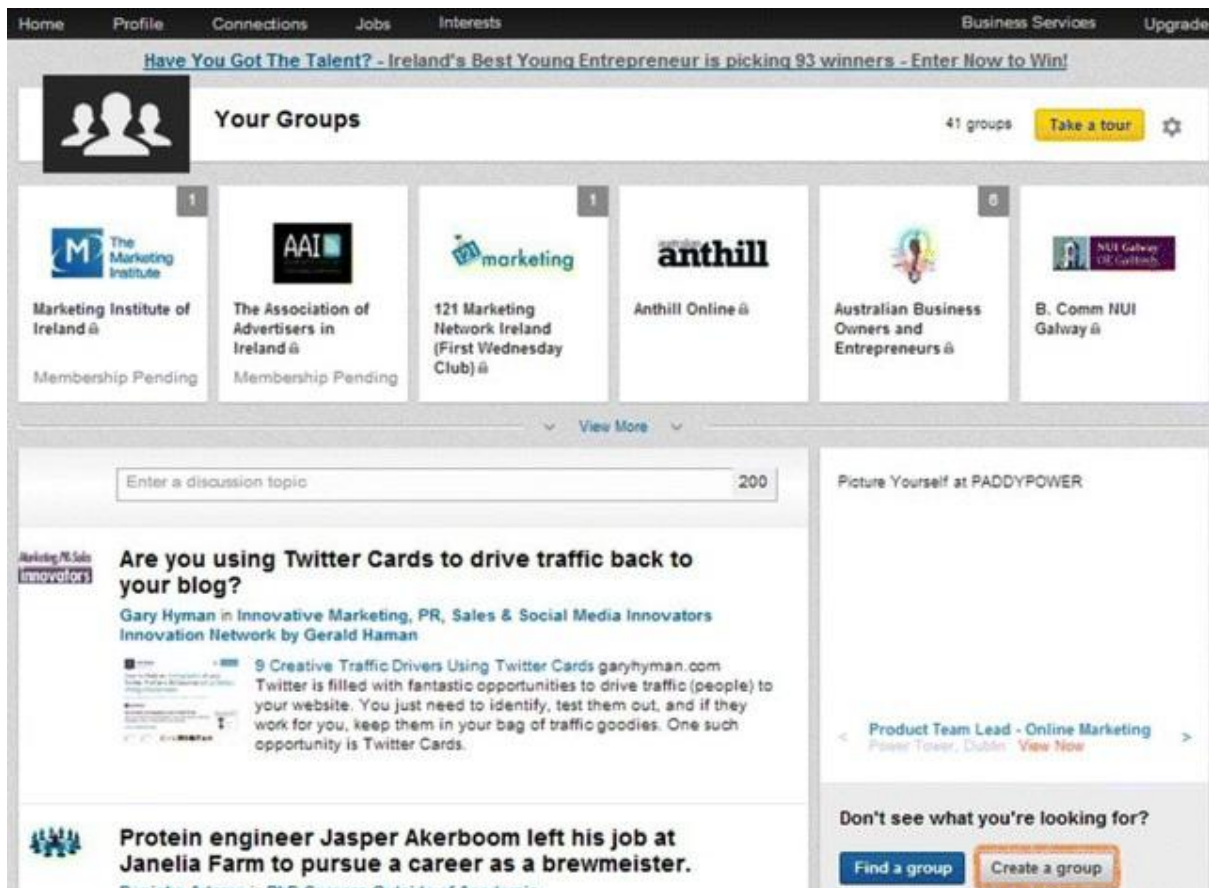 Home Profile Connections Jobs Interests Business Services Upgrade
Have You Got The Talent? - Ireland's Best Young Entrepreneur is picking 93 winners - Enter Now to Win!
Your Groups
41 groups
Take a tour
1
M The
Marketing
Institute
Marketing Institute of
Ireland
Membership Pending
AAI
The Association of
Advertisers in
Ireland
Membership Pending
1
121 marketing
121 Marketing
Network Ireland
(First Wednesday
Club)
australian
anthill
Anthill Online
6
Australian Business
Owners and
Entrepreneurs
NUI Galway
OÉ Gaillimh
B. Comm NUI
Galway
View More
Enter a discussion topic 200
Marketing PR Sales
innovators
Are you using Twitter Cards to drive traffic back to
your blog?
Gary Hyman in Innovative Marketing, PR, Sales & Social Media Innovators
Innovation Network by Gerald Haman
9 Creative Traffic Drivers Using Twitter Cards garyhyman.com
Twitter is filled with fantastic opportunities to drive traffic (people) to
your website. You just need to identify, test them out, and if they
work for you, keep them in your bag of traffic goodies. One such
opportunity is Twitter Cards.
Protein engineer Jasper Akerboom left his job at
Janelia Farm to pursue a career as a brewmeister.
Picture Yourself at PADDYPOWER
< Product Team Lead - Online Marketing >
Power Tower, Dublin View Now
Don't see what you're looking for?
Find a group
Create a group